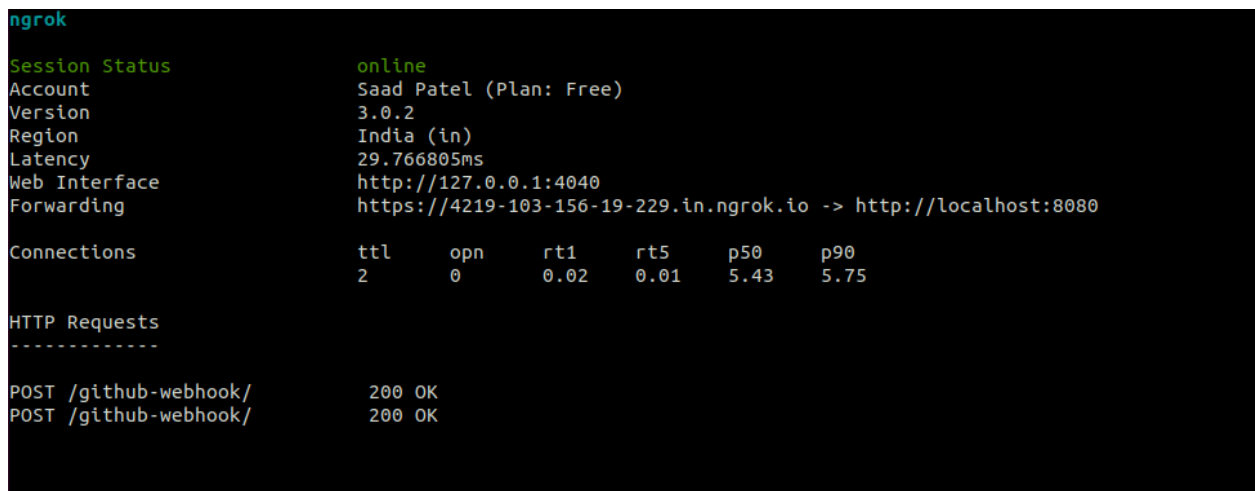 ngrok
Session Status online
Account Saad Patel (Plan: Free)
Version 3.0.2
Region India (in)
Latency 29.766805ms
Web Interface http://127.0.0.1:4040
Forwarding https://4219-103-156-19-229.in.ngrok.io -> http://localhost:8080
Connections ttl opn rt1 rt5 p50 p90
2 0 0.02 0.01 5.43 5.75
HTTP Requests
-------------
POST /github-webhook/ 200 OK
POST /github-webhook/ 200 OK